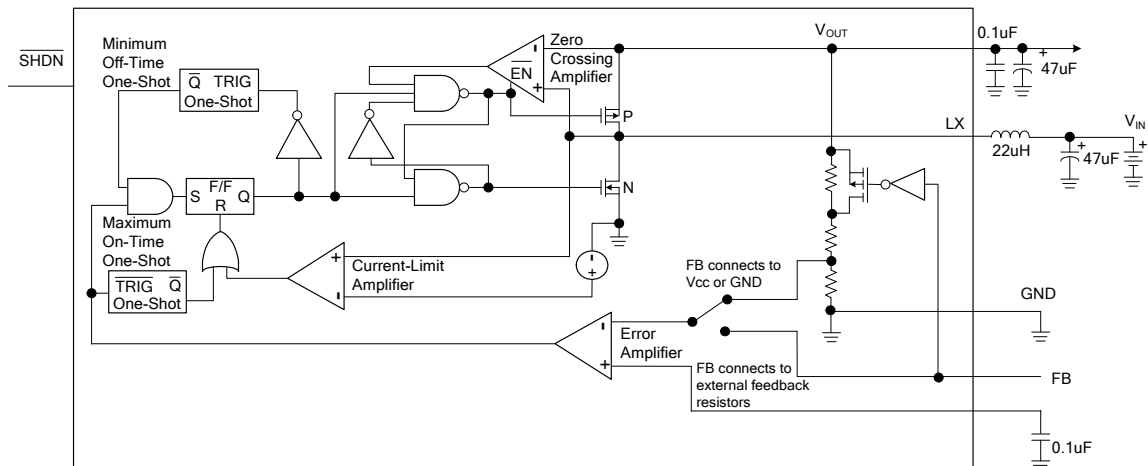 SHDN
Minimum
Off-Time
One-Shot
Q TRIG
One-Shot
Zero
Crossing
Amplifier
EN
-
+
P
N
VOUT
0.1uF
+
47uF
LX
22uH
VIN
+
47uF
+
S F/F Q
R
Maximum
On-Time
One-Shot
TRIG Q
One-Shot
+
-
Current-Limit
Amplifier
-
+
FB connects to
Vcc or GND
-
+
Error
Amplifier
FB connects to
external feedback
resistors
GND
FB
0.1uF